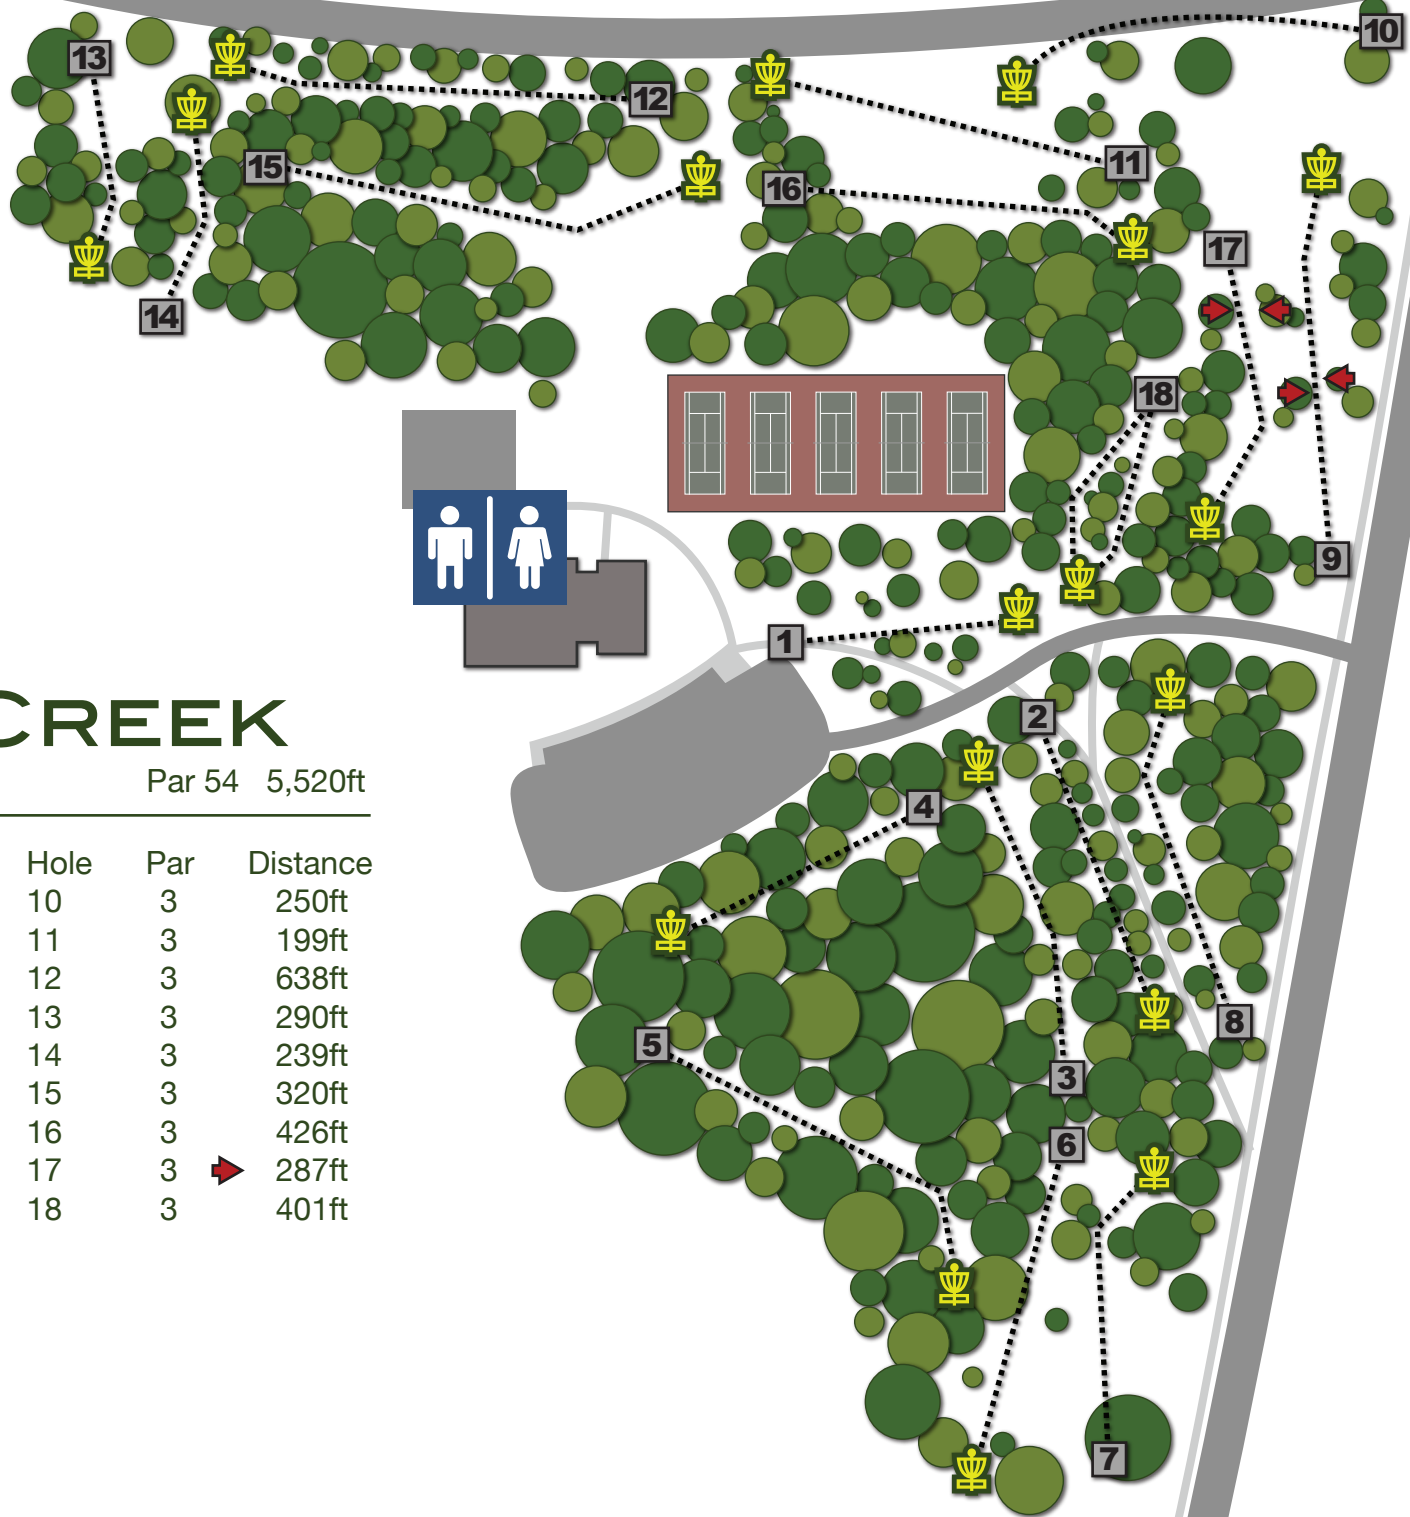 13
12
10
15
16
11
17
14
18
9
1
2
4
CREEK
Par 54 5,520ft
Hole Par Distance
10 3 250ft
11 3 199ft
12 3 638ft
13 3 290ft
14 3 239ft
15 3 320ft
16 3 426ft
17 3 287ft
18 3 401ft
5
8
3
6
7